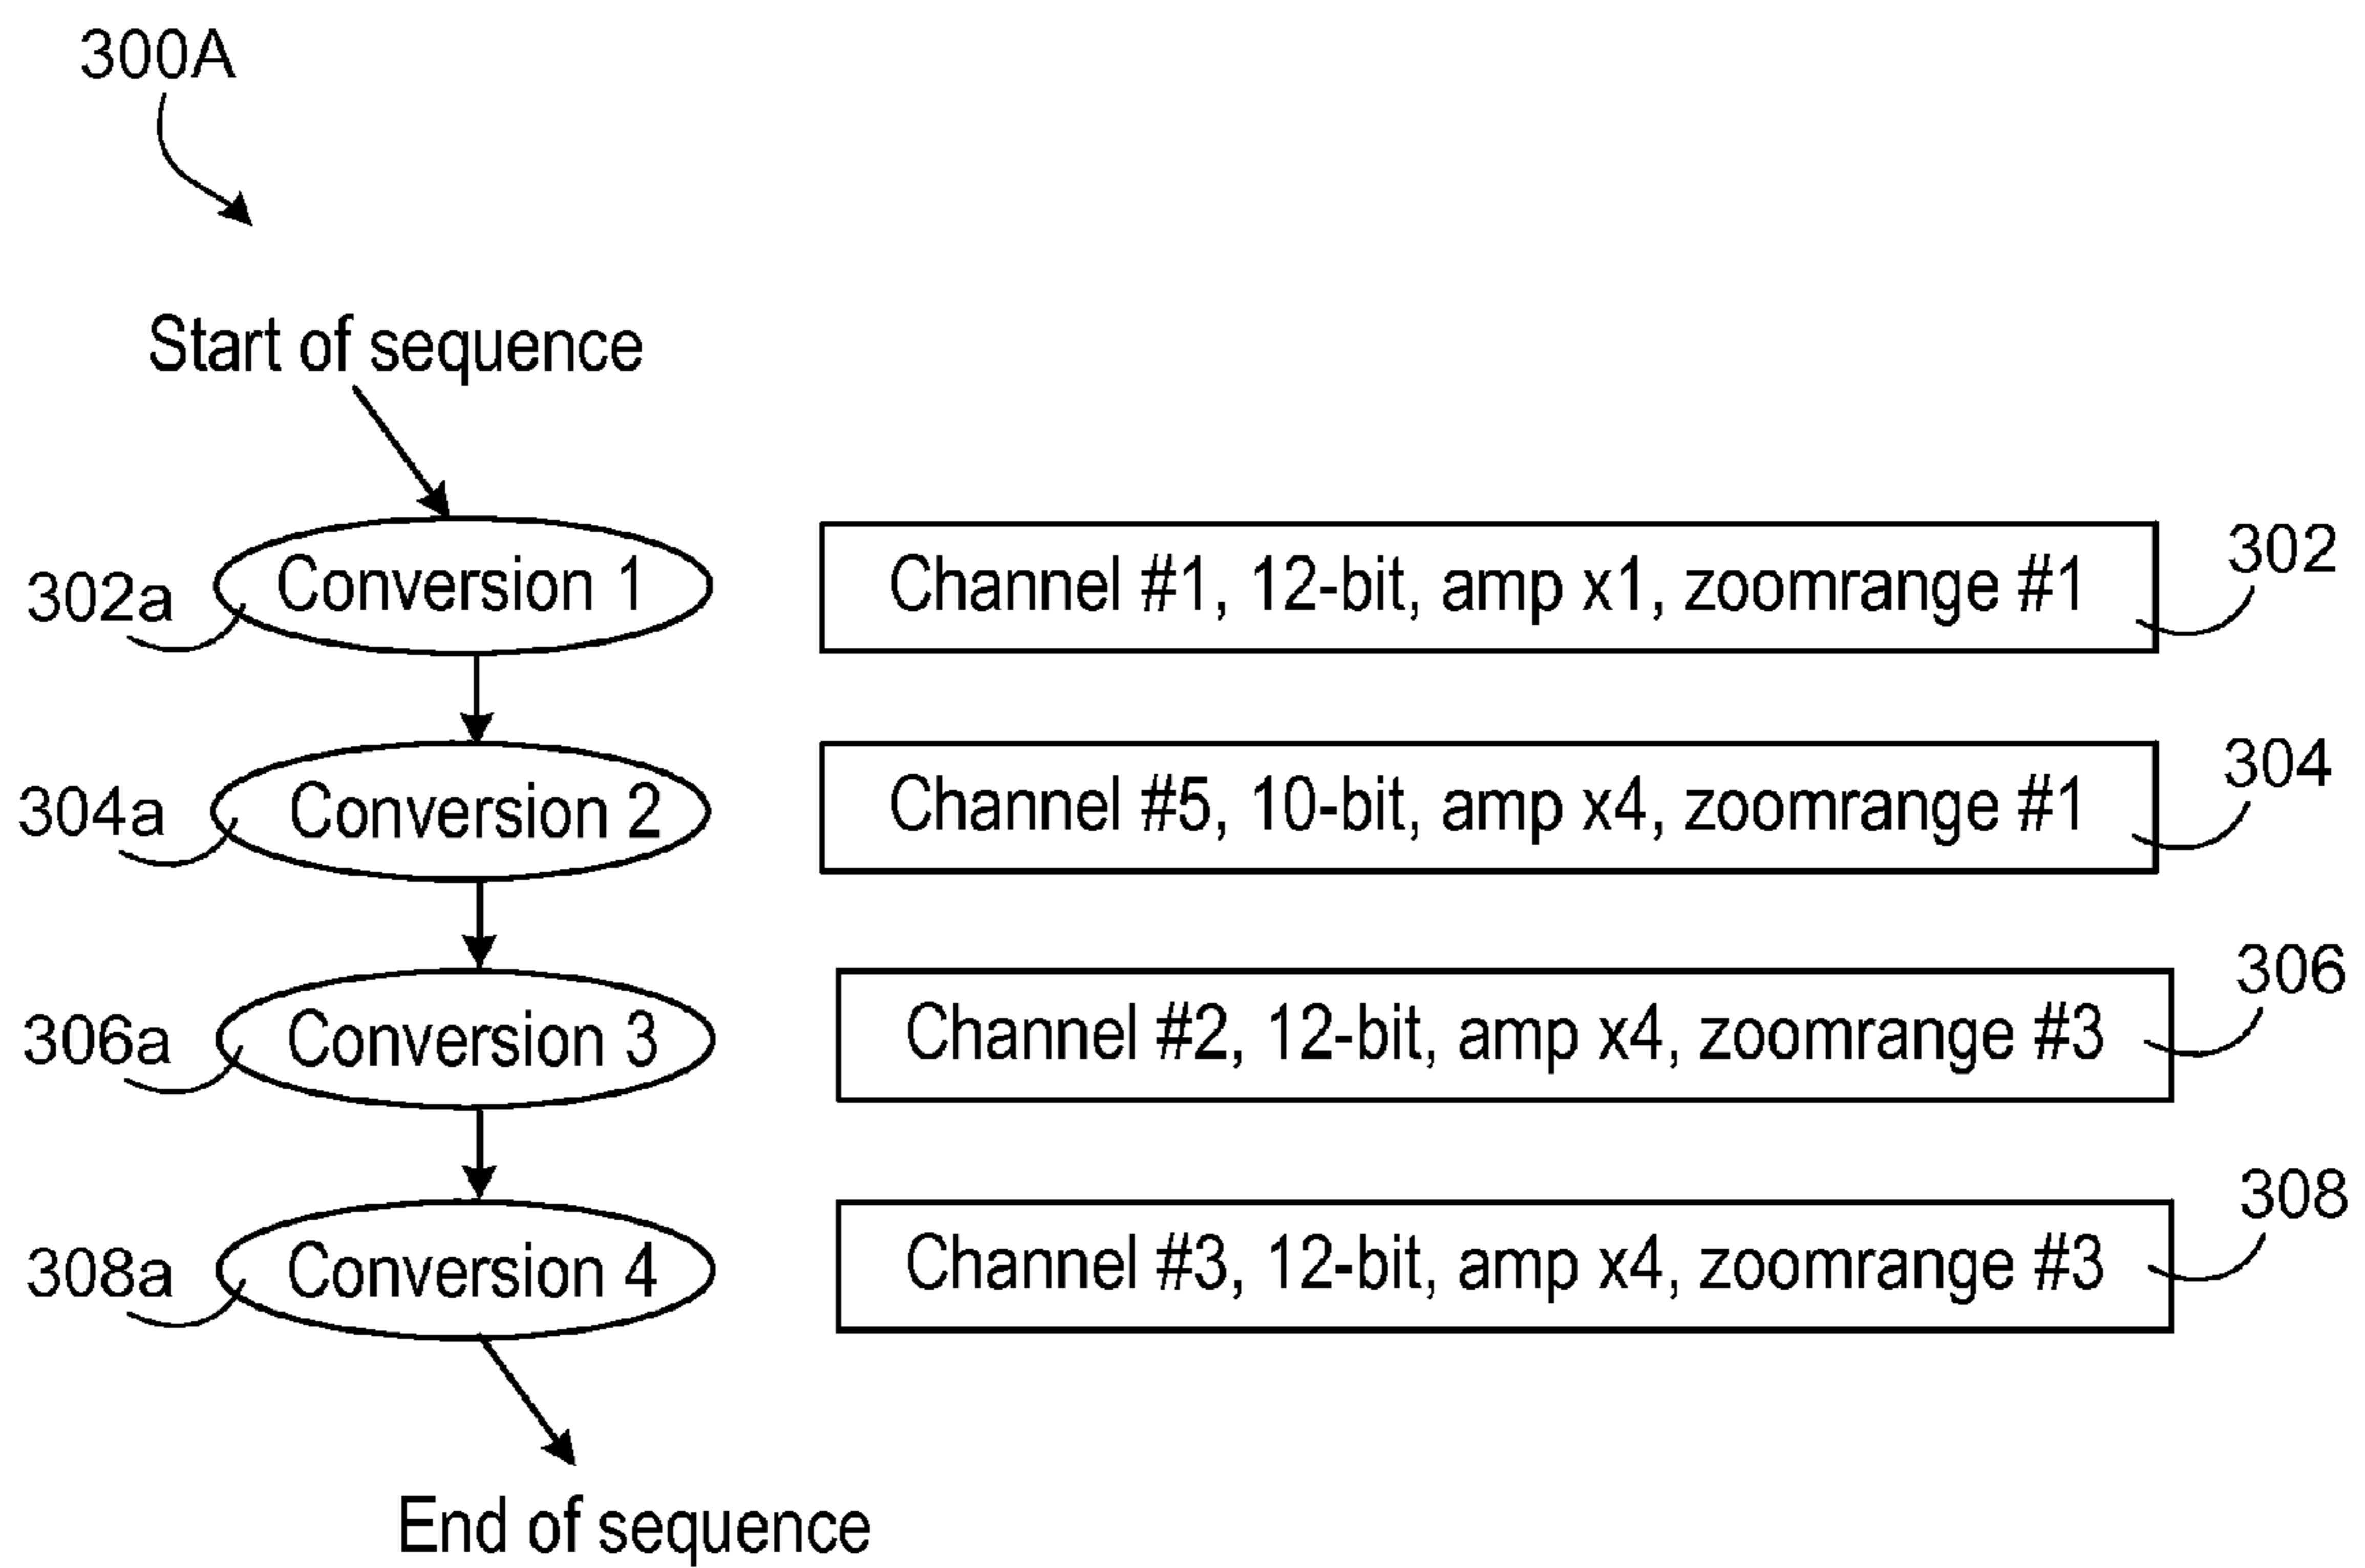 300A
Start of sequence
302a
Conversion 1
Channel #1, 12-bit, amp x1, zoomrange #1
302
304a
Conversion 2
Channel #5, 10-bit, amp x4, zoomrange #1
304
306a
Conversion 3
Channel #2, 12-bit, amp x4, zoomrange #3
306
308a
Conversion 4
Channel #3, 12-bit, amp x4, zoomrange #3
308
End of sequence